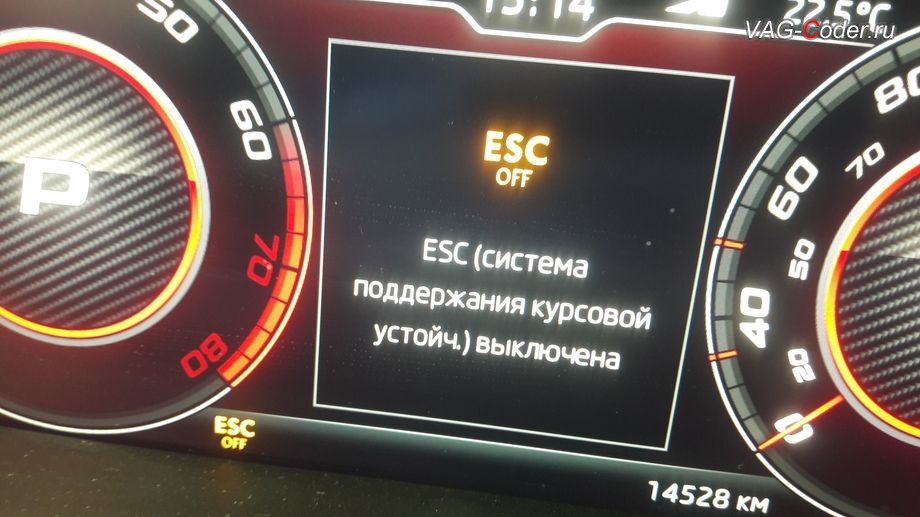 15:14
22.5°C
VAG-Coder.ru
50
60
70
80
P
ESC
OFF
ESC (система
поддержания курсовой
устойч.) выключена
ESC
OFF
80
70
60
50
40
20
0
14528 км